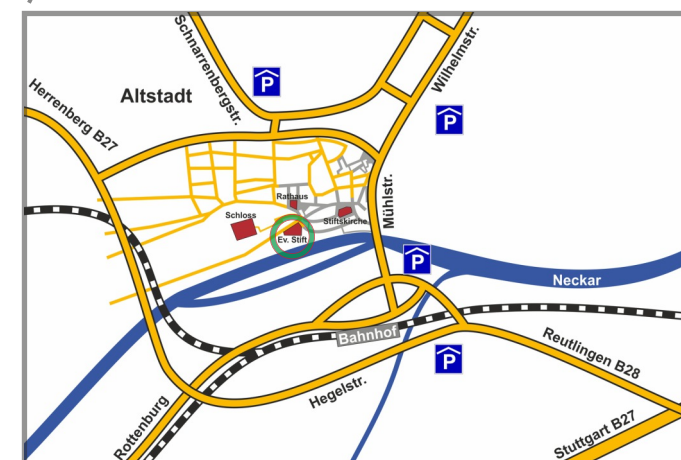 Schnarrenbergstr.
Wilhelmstr.
P
Altstadt
P
Herrenberg B27
Rathaus
Mühlstr.
Schloss
Stiftskirche
Ev. Stift
P
Neckar
Bahnhof
Reutlingen B28
P
Hegelstr.
Rottenburg
Stuttgart B27